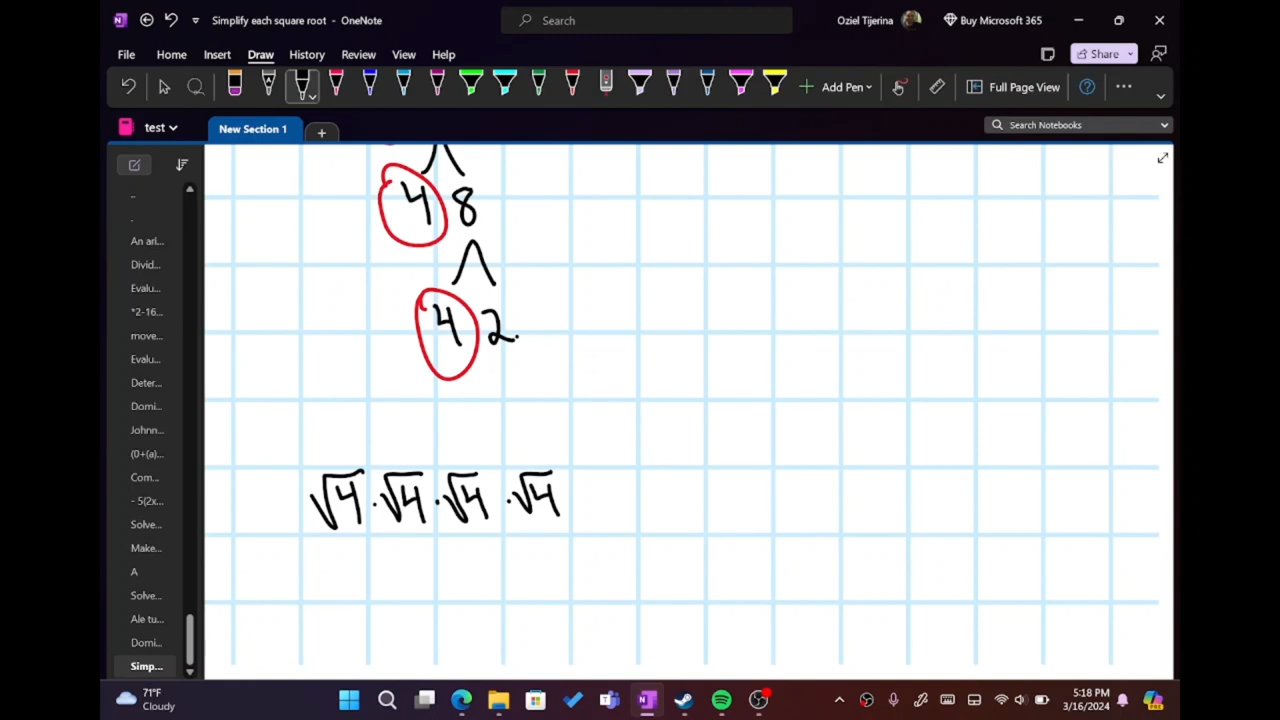 Simplify each square root - OneNote
Search
Oziel Tijerina
Buy Microsoft 365
File Home Insert Draw History Review View Help
Share
Add Pen
Full Page View
test
New Section 1
Search Notebooks
4 8
4 2.
√4 · √4 · √4 · √4
-
.
An ari...
Divid...
Evalu...
*2-16...
move...
Evalu...
Deter...
Domi...
Johnn...
(0+(a)...
Com...
- 5(2x...
Solve...
Make...
A
Solve...
Ale tu...
Domi...
Simp...
71°F
Cloudy
5:18 PM
3/16/2024